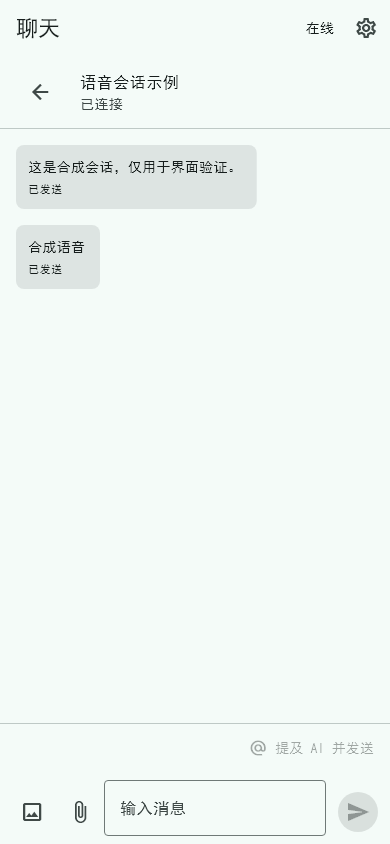 聊天
在线
语音会话示例
已连接
这是合成会话，仅用于界面验证。
已发送
合成语音
已发送
提及 AI 并发送
输入消息